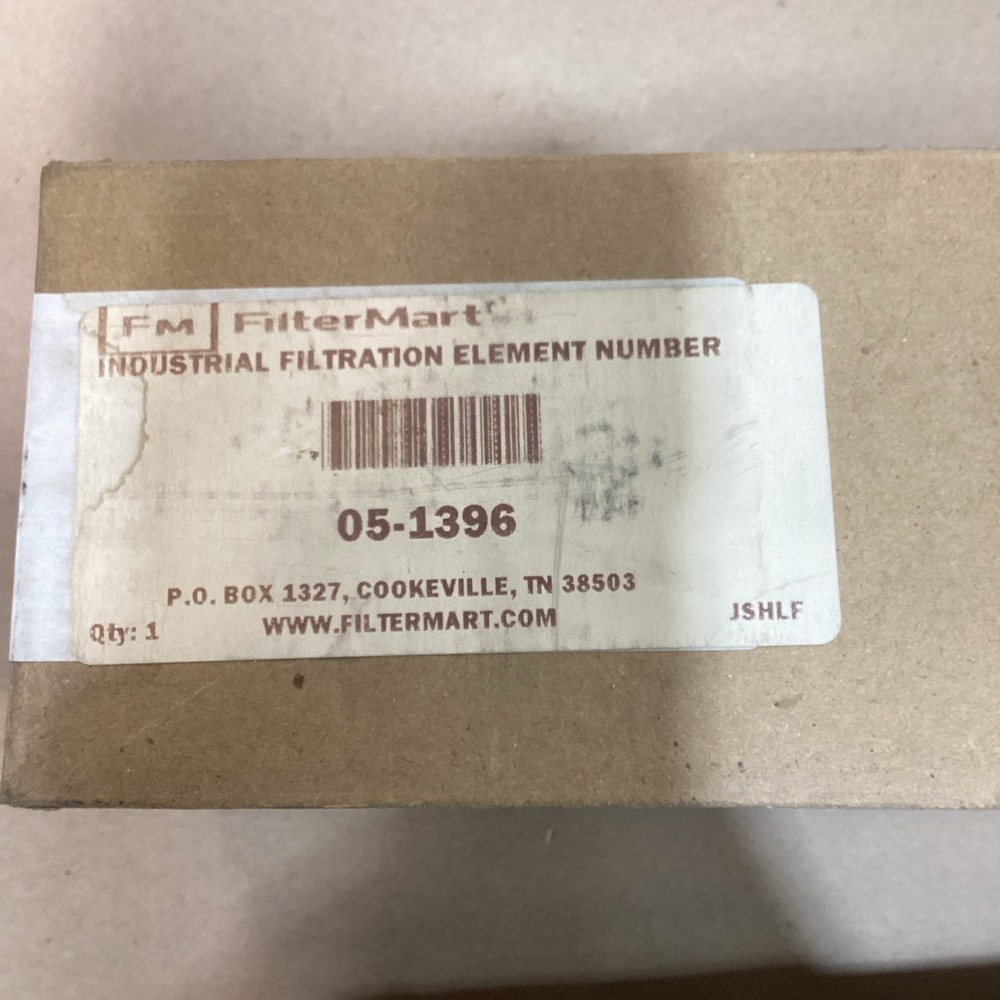 FM FilterMart
INDUSTRIAL FILTRATION ELEMENT NUMBER
05-1396
P.O. BOX 1327, COOKEVILLE, TN 38503
WWW.FILTERMART.COM
Qty: 1
JSHLF